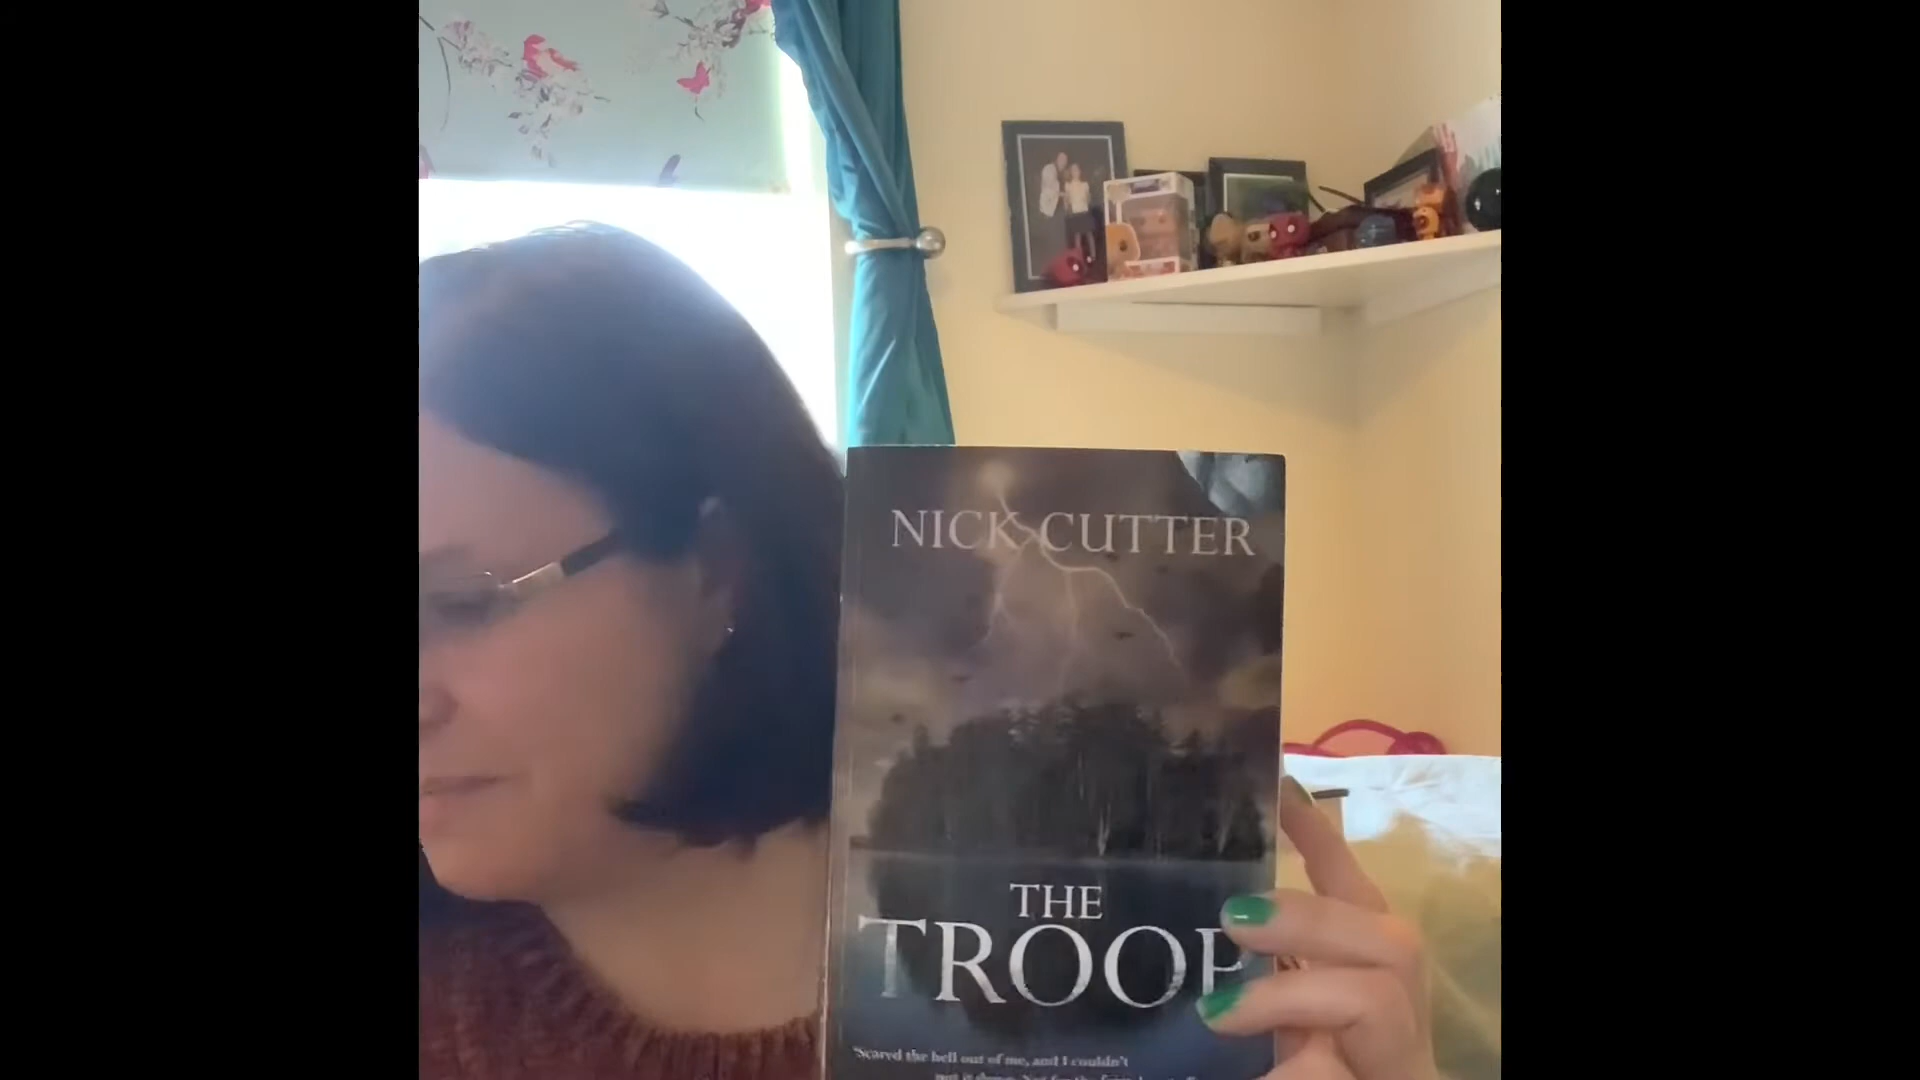 NICK CUTTER
THE
TROOP
"Scared the hell out of me, and I couldn't